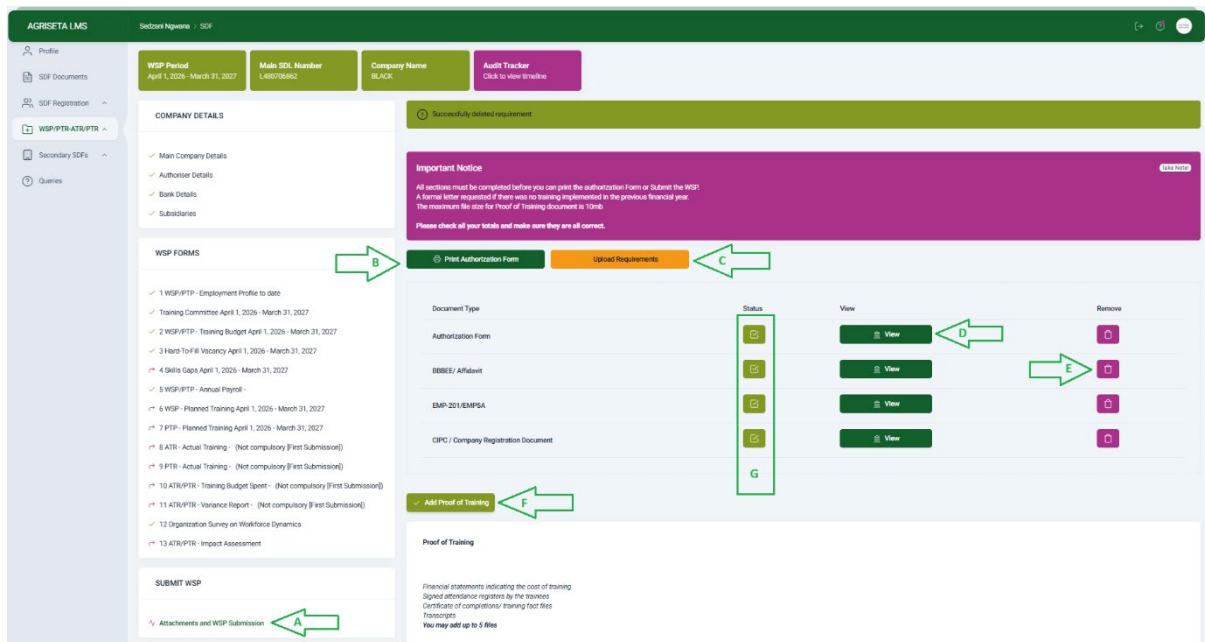 AGRISETA LMS
Sedzani Ngwana / SDF
Profile
SDF Documents
SDF Registration
WSP/PTR-ATR/PTR
Secondary SDFs
Queries
WSP Period
April 1, 2026 - March 31, 2027
Main SDL Number
L480706862
Company Name
BLACK
Audit Tracker
Click to view timeline
COMPANY DETAILS
Main Company Details
Authoriser Details
Bank Details
Subsidiaries
WSP FORMS
1 WSP/PTP - Employment Profile to date
Training Committee April 1, 2026 - March 31, 2027
2 WSP/PTP - Training Budget April 1, 2026 - March 31, 2027
3 Hard-To-Fill Vacancy April 1, 2026 - March 31, 2027
4 Skills Gaps April 1, 2026 - March 31, 2027
5 WSP/PTP - Annual Payroll -
6 WSP - Planned Training April 1, 2026 - March 31, 2027
7 PTP - Planned Training April 1, 2026 - March 31, 2027
8 ATR - Actual Training - (Not compulsory [First Submission])
9 PTR - Actual Training - (Not compulsory [First Submission])
10 ATR/PTR - Training Budget Spent - (Not compulsory [First Submission])
11 ATR/PTR - Variance Report - (Not compulsory [First Submission])
12 Organization Survey on Workforce Dynamics
13 ATR/PTR - Impact Assessment
SUBMIT WSP
Attachments and WSP Submission
A
Successfully deleted requirement
Important Notice
Take Note!
All sections must be completed before you can print the authorization Form or Submit the WSP.
A formal letter requested if there was no training implemented in the previous financial year.
The maximum file size for Proof of Training document is 10mb
Please check all your totals and make sure they are all correct.
B
Print Authorization Form
Upload Requirements
C
Document Type
Status
View
Remove
Authorization Form
View
D
BBBEE/ Affidavit
View
E
EMP-201/EMPSA
View
CIPC / Company Registration Document
View
G
Add Proof of Training
F
Proof of Training
Financial statements indicating the cost of training
Signed attendance registers by the trainees
Certificate of completions/ training fact files
Transcripts
You may add up to 5 files